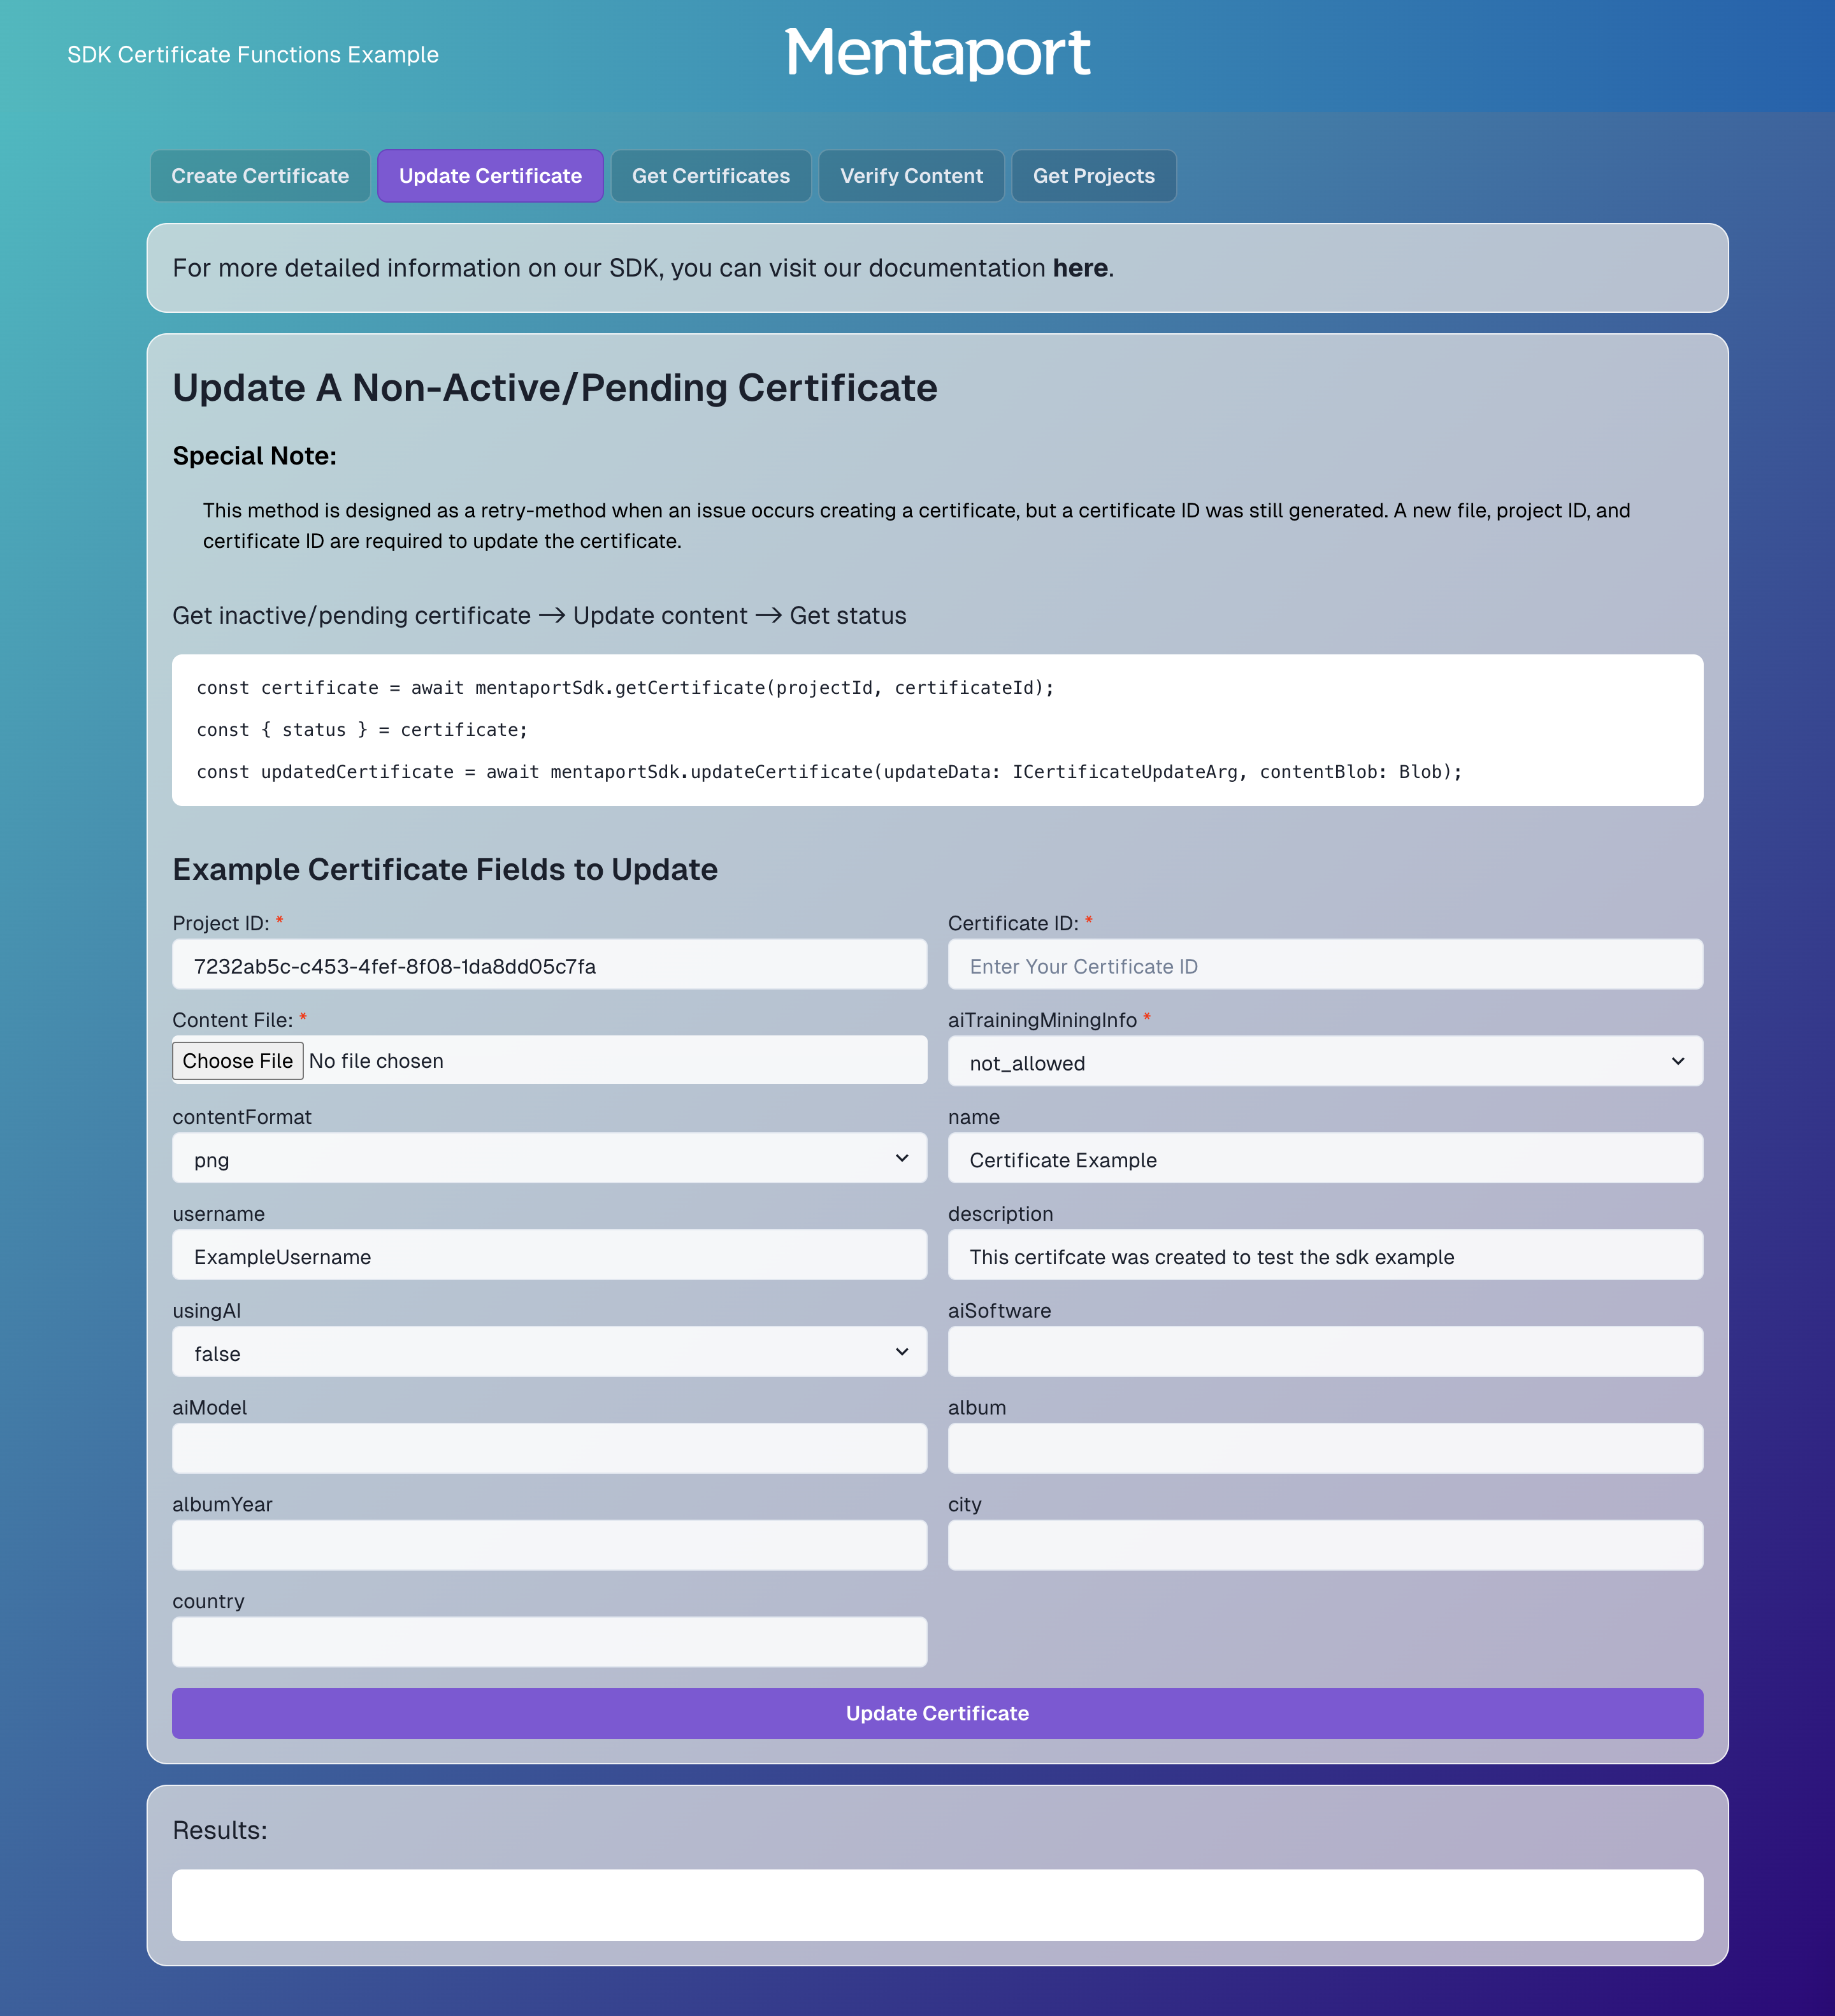 SDK Certificate Functions Example
Mentaport
Create Certificate
Update Certificate
Get Certificates
Verify Content
Get Projects
For more detailed information on our SDK, you can visit our documentation here.
Update A Non-Active/Pending Certificate
Special Note:
This method is designed as a retry-method when an issue occurs creating a certificate, but a certificate ID was still generated. A new file, project ID, and
certificate ID are required to update the certificate.
Get inactive/pending certificate → Update content → Get status
const certificate = await mentaportSdk.getCertificate(projectId, certificateId);
const { status } = certificate;
const updatedCertificate = await mentaportSdk.updateCertificate(updateData: ICertificateUpdateArg, contentBlob: Blob);
Example Certificate Fields to Update
Project ID: *
7232ab5c-c453-4fef-8f08-1da8dd05c7fa
Certificate ID: *
Enter Your Certificate ID
Content File: *
Choose File No file chosen
aiTrainingMiningInfo *
not_allowed
contentFormat
png
name
Certificate Example
username
ExampleUsername
description
This certifcate was created to test the sdk example
usingAI
false
aiSoftware
aiModel
album
albumYear
city
country
Update Certificate
Results: